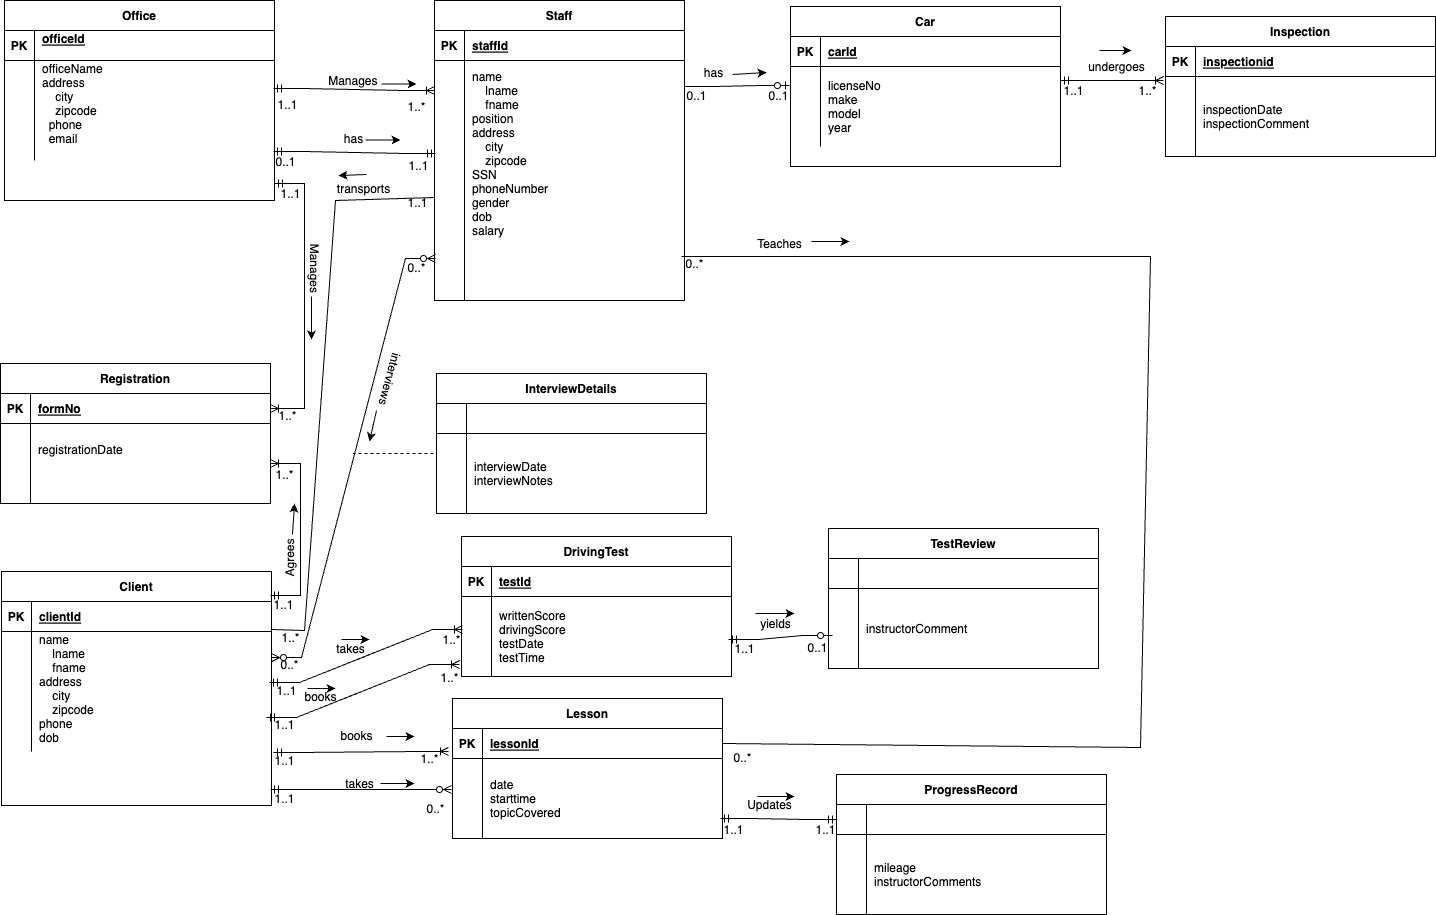 Office
PK officeId
officeName
address
city
zipcode
phone
email
Staff
PK staffId
name
lname
fname
position
address
city
zipcode
SSN
phoneNumber
gender
dob
salary
Car
PK carId
licenseNo
make
model
year
Inspection
PK inspectionid
inspectionDate
inspectionComment
Manages
1..1
1..*
has
0..1
1..1
transports
1..1
1..1
0..*
has
0..1
0..1
undergoes
1..1
1..*
Teaches
0..*
Manages
interviews
Registration
PK formNo
registrationDate
1..*
1..*
InterviewDetails
interviewDate
interviewNotes
Agrees
1..1
Client
PK clientId
name
lname
fname
address
city
zipcode
phone
dob
1..*
0..*
takes
1..1
1..*
books
1..1
1..*
books
1..1
1..*
takes
1..1
0..*
DrivingTest
PK testId
writtenScore
drivingScore
testDate
testTime
yields
1..1
0..1
TestReview
instructorComment
Lesson
PK lessonId
date
starttime
topicCovered
0..*
Updates
1..1
1..1
ProgressRecord
mileage
instructorComments